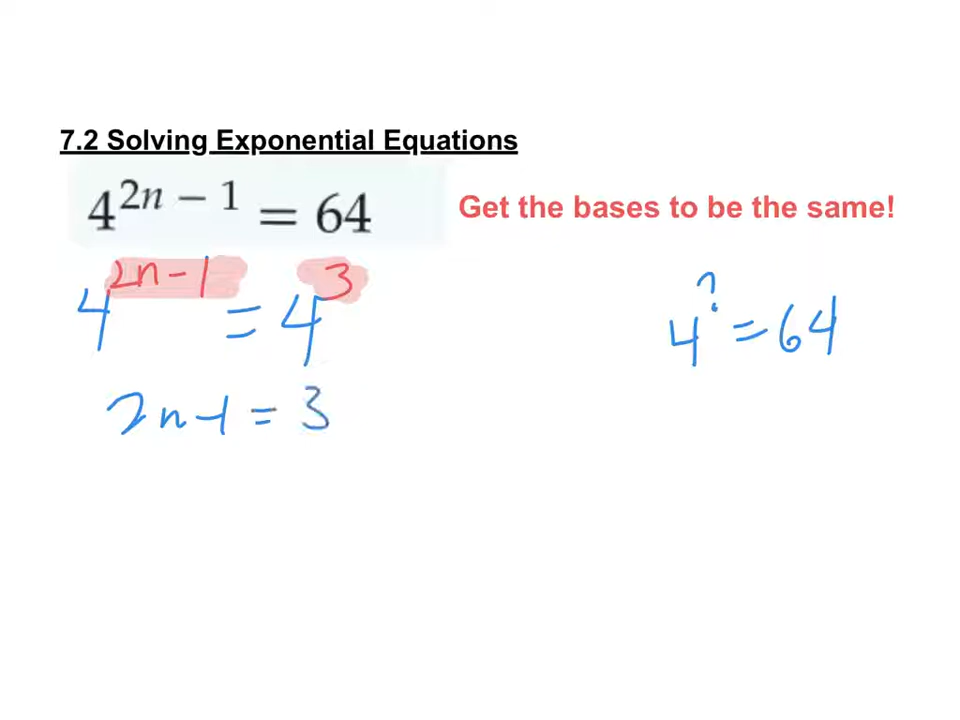 7.2 Solving Exponential Equations
4^{2n – 1} = 64
Get the bases to be the same!
4^{2n-1} = 4^3
4^? = 64
2n-1 = 3